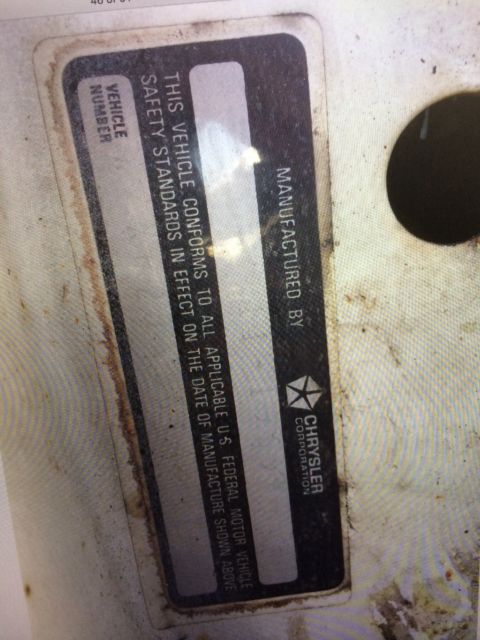 MANUFACTURED BY CHRYSLER
CORPORATION
THIS VEHICLE CONFORMS TO ALL APPLICABLE U.S. FEDERAL MOTOR VEHICLE
SAFETY STANDARDS IN EFFECT ON THE DATE OF MANUFACTURE SHOWN ABOVE
VEHICLE
NUMBER